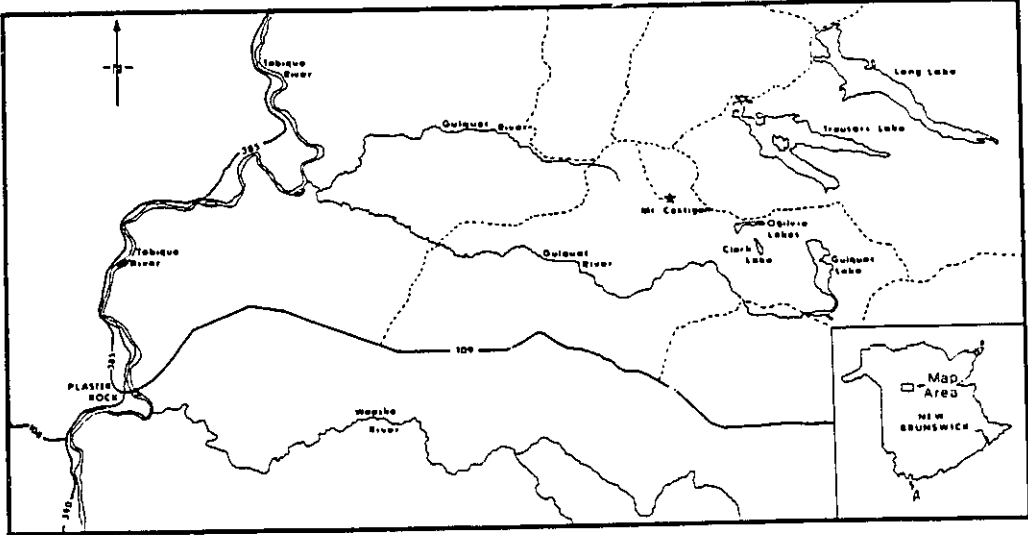 N
Tobique
River
Long Lake
Gulquac River
Trousers Lake
385
Mt Costigan
Ogilvie
Lakes
Clark
Lake
Gulquac
Lake
Gulquac
River
Tobique
River
109
385
PLASTER
ROCK
Wapske
River
Map
Area
NEW
BRUNSWICK
390